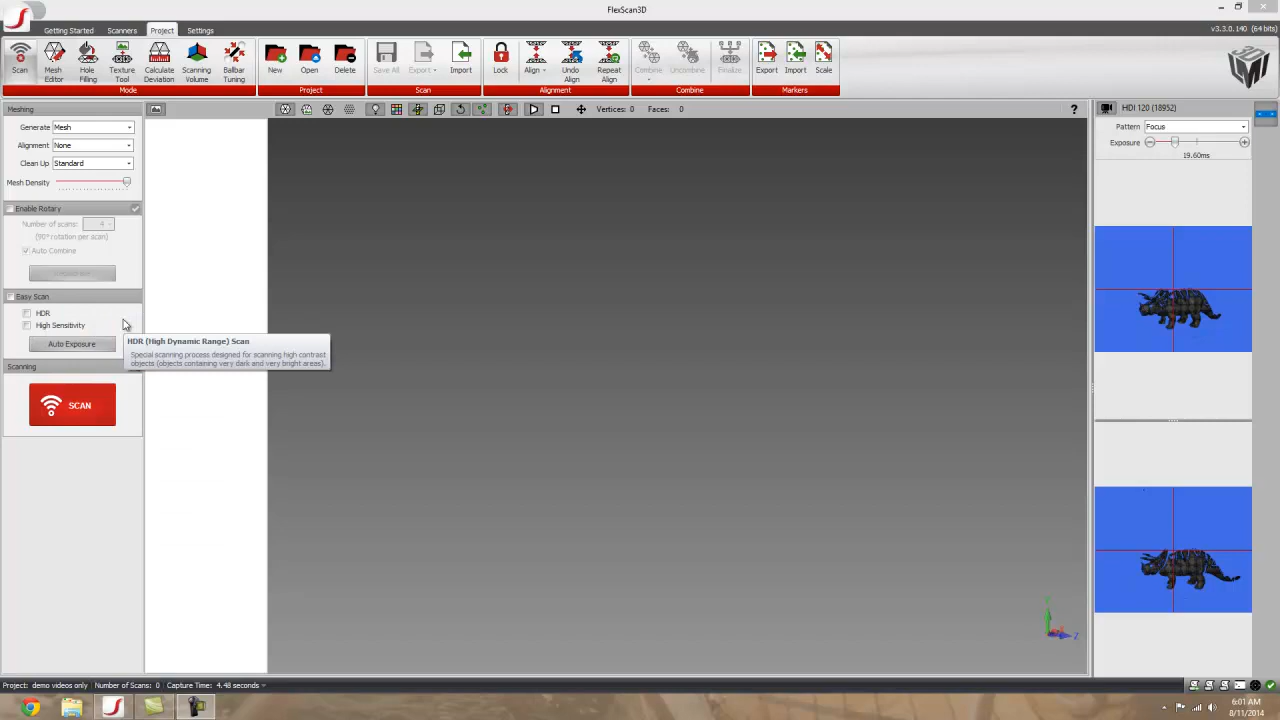 FlexScan3D
Getting Started Scanners Project Settings
v3.3.0.140 (64 bits)
Scan
Mesh Editor
Hole Filling
Texture Tool
Calculate Deviation
Scanning Volume
Ballbar Tuning
Mode
New
Open
Delete
Project
Save All
Export
Import
Scan
Lock
Align
Undo Align
Repeat Align
Alignment
Combine
Uncombine
Finalize
Combine
Export
Import
Scale
Markers
Meshing
Generate Mesh
Alignment None
Clean Up Standard
Mesh Density
Enable Rotary
Number of scans: 4
(90° rotation per scan)
Auto Combine
Easy Scan
HDR
High Sensitivity
Auto Exposure
Scanning
SCAN
HDR (High Dynamic Range) Scan
Special scanning process designed for scanning high contrast
objects (objects containing very dark and very bright areas).
Vertices: 0 Faces: 0
?
HDI 120 (18952)
Pattern Focus
Exposure
19.60ms
Y
X
Z
Project: demo videos only Number of Scans: 0 Capture Time: 4.48 seconds
6:01 AM
8/11/2014